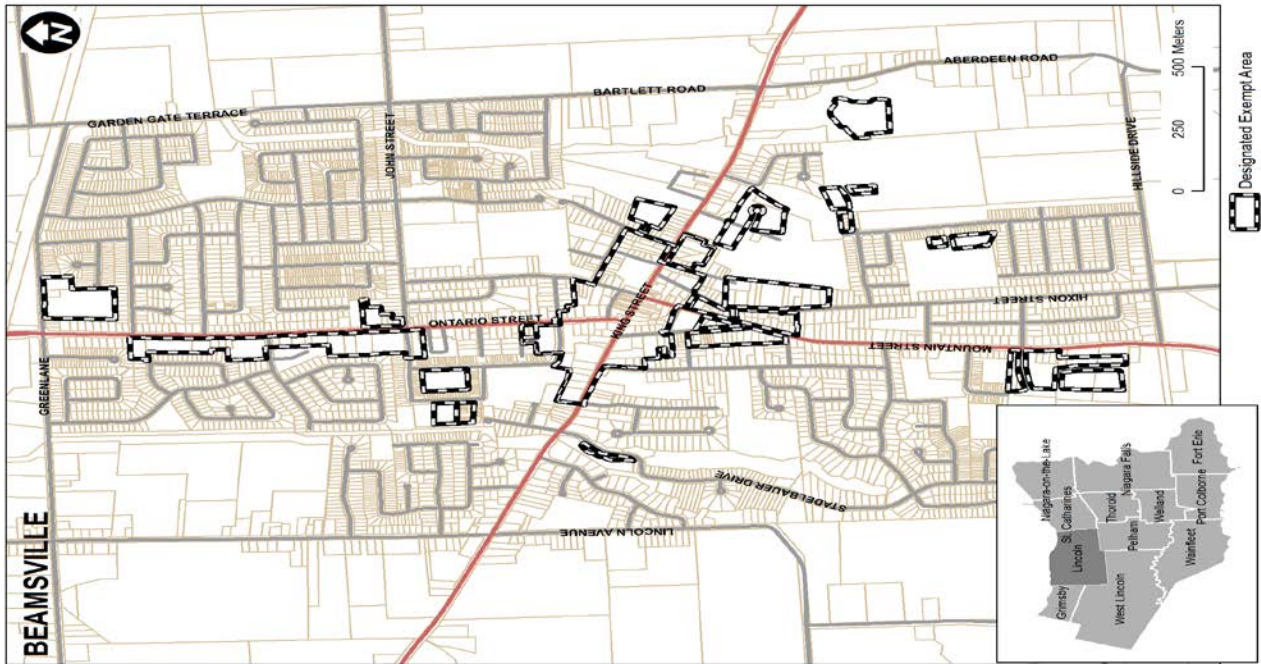 BEAMSVILLE
N
GREENLANE
GARDEN GATE TERRACE
JOHN STREET
BARTLETT ROAD
ABERDEEN ROAD
ONTARIO STREET
KING STREET
HIXON STREET
MOUNTAIN STREET
HILLSIDE DRIVE
STADELBAUER DRIVE
LINCOLN AVENUE
0 250 500 Meters
Designated Exempt Area
Grimsby
Lincoln
West Lincoln
St. Catharines
Niagara-on-the-Lake
Thorold
Niagara Falls
Pelham
Welland
Wainfleet
Port Colborne
Fort Erie